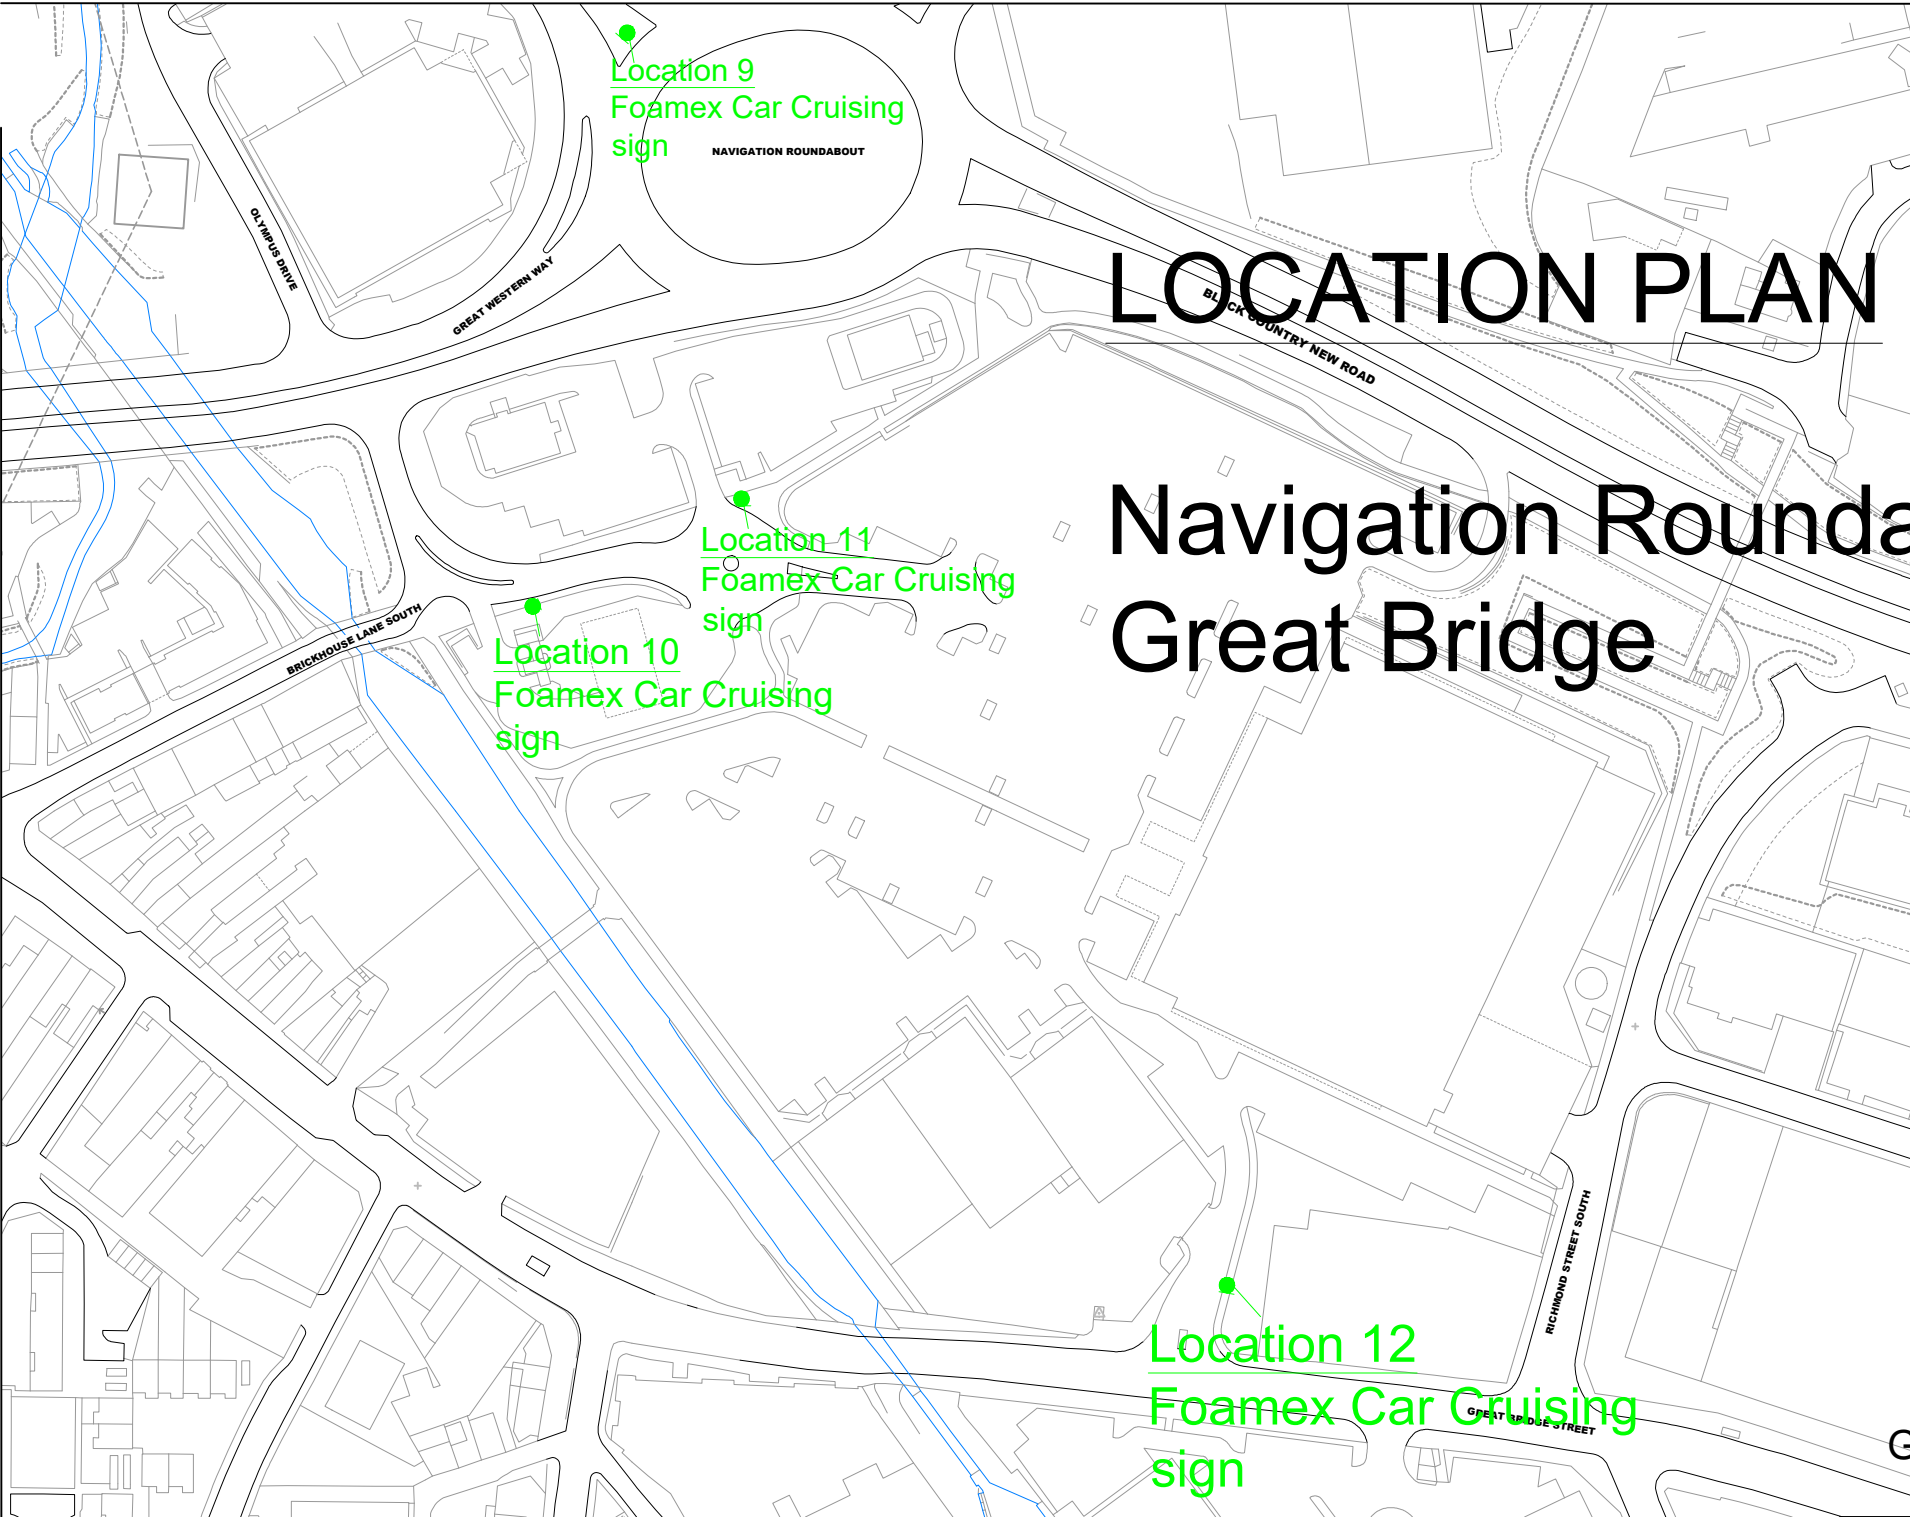 Location 9
Foamex Car Cruising
sign
NAVIGATION ROUNDABOUT
OLYMPUS DRIVE
GREAT WESTERN WAY
LOCATION PLAN
BLACK COUNTRY NEW ROAD
Navigation Rounda
Great Bridge
Location 11
Foamex Car Cruising
sign
BRICKHOUSE LANE SOUTH
Location 10
Foamex Car Cruising
sign
RICHMOND STREET SOUTH
Location 12
Foamex Car Cruising
sign
GREAT BRIDGE STREET
G